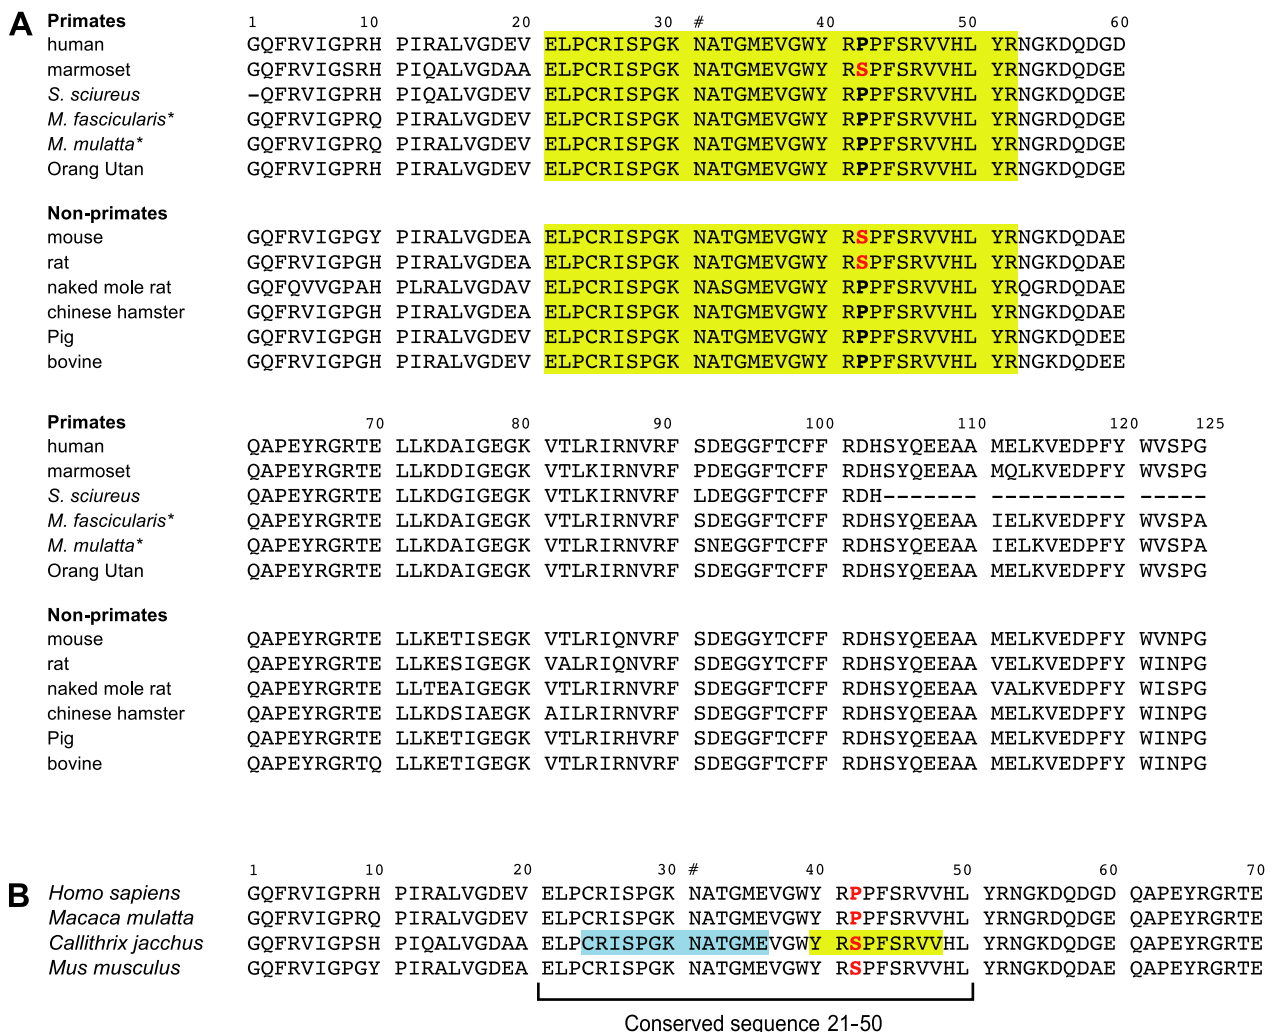 A
Primates 1 10 20 30 # 40 50 60
human GQFRVIGPRH PIRALVGDEV ELPCRISPGK NATGMEVGWY RPPFSRVVHL YRNGKDQDGD
marmoset GQFRVIGSRH PIQALVGDAA ELPCRISPGK NATGMEVGWY RSPFSRVVHL YRNGKDQDGE
S. sciureus –QFRVIGPRH PIQALVGDEV ELPCRISPGK NATGMEVGWY RPPFSRVVHL YRNGKDQDGE
M. fascicularis* GQFRVIGPRQ PIRALVGDEV ELPCRISPGK NATGMEVGWY RPPFSRVVHL YRNGRDQDGE
M. mulatta* GQFRVIGPRQ PIRALVGDEV ELPCRISPGK NATGMEVGWY RPPFSRVVHL YRNGRDQDGE
Orang Utan GQFRVIGPRH PIRALVGDEV ELPCRISPGK NATGMEVGWY RPPFSRVVHL YRNGKDQDGE
Non-primates
mouse GQFRVIGPGY PIRALVGDEA ELPCRISPGK NATGMEVGWY RSPFSRVVHL YRNGKDQDAE
rat GQFRVIGPGH PIRALVGDEA ELPCRISPGK NATGMEVGWY RSPFSRVVHL YRNGKDQDAE
naked mole rat GQFQVVGPAH PLRALVGDAV ELPCRISPGK NASGMEVGWY RPPFSRVVHL YRQGRDQDAE
chinese hamster GQFRVIGPGH PIRALVGDEA ELPCRISPGK NATGMEVGWY RPPFSRVVHL YRNGKDQDAE
Pig GQFRVIGPGH PIRALVGDEV ELPCRISPGK NATGMEVGWY RPPFSRVVHL YRNGKDQDEE
bovine GQFRVIGPGH PIRALVGDEV ELPCRISPGK NATGMEVGWY RPPFSRVVHL YRNGKDQDEE
Primates 70 80 90 100 110 120 125
human QAPEYRGRTE LLKDAIGEGK VTLRIRNVRF SDEGGFTCFF RDHSYQEEAA MELKVEDPFY WVSPG
marmoset QAPEYRGRTE LLKDDIGEGK VTLKIRNVRF PDEGGFTCFF RDHSYQEEAA MQLKVEDPFY WVSPG
S. sciureus QAPEYRGRTE LLKDGIGEGK VTLKIRNVRF LDEGGFTCFF RDH------- ---------- -----
M. fascicularis* QAPEYRGRTE LLKDAIGEGK VTLRIRNVRF SDEGGFTCFF RDHSYQEEAA IELKVEDPFY WVSPA
M. mulatta* QAPEYRGRTE LLKDAIGEGK VTLRIRNVRF SNEGGFTCFF RDHSYQEEAA IELKVEDPFY WVSPA
Orang Utan QAPEYRGRTE LLKDAIGEGK VTLRIRNVRF SDEGGFTCFF RDHSYQEEAA MELKVEDPFY WVSPG
Non-primates
mouse QAPEYRGRTE LLKETISEGK VTLRIQNVRF SDEGGYTCFF RDHSYQEEAA MELKVEDPFY WVNPG
rat QAPEYRGRTE LLKESIGEGK VALRIQNVRF SDEGGYTCFF RDHSYQEEAA VELKVEDPFY WINPG
naked mole rat QAPEYRGRTE LLTEAIGEGK VTLRIRNVRF SDEGGFTCFF RDHSYQEEAA VALKVEDPFY WISPG
chinese hamster QAPEYRGRTE LLKDSIAEGK AILRIRNVRF SDEGGFTCFF RDHSYQEEAA MELKVEDPFY WINPG
Pig QAPEYRGRTE LLKETIGEGK VTLRIRHVRF SDEGGFTCFF RDHSYQEEAA MELKVEDPFY WINPG
bovine QAPEYRGRTQ LLKETIGEGK VTLRIRNVRF SDEGGFTCFF RDHSYQEEAA MELKVEDPFY WINPG
B
1 10 20 30 # 40 50 60 70
Homo sapiens GQFRVIGPRH PIRALVGDEV ELPCRISPGK NATGMEVGWY RPPFSRVVHL YRNGKDQDGD QAPEYRGRTE
Macaca mulatta GQFRVIGPRQ PIRALVGDEV ELPCRISPGK NATGMEVGWY RPPFSRVVHL YRNGRDQDGE QAPEYRGRTE
Callithrix jacchus GQFRVIGPSH PIQALVGDAA ELPCRISPGK NATGMEVGWY RSPFSRVVHL YRNGKDQDGE QAPEYRGRTE
Mus musculus GQFRVIGPGY PIRALVGDEA ELPCRISPGK NATGMEVGWY RSPFSRVVHL YRNGKDQDAE QAPEYRGRTE
Conserved sequence 21-50